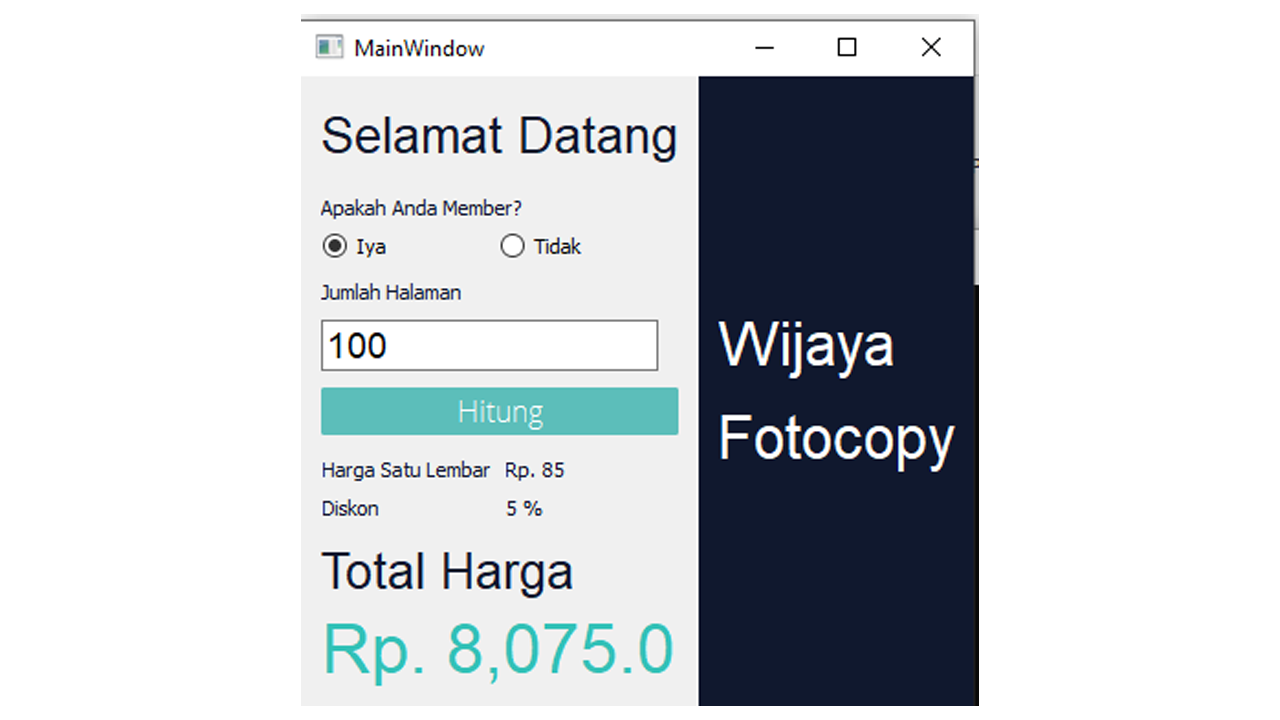 MainWindow
Selamat Datang
Apakah Anda Member?
Iya Tidak
Jumlah Halaman
100
Hitung
Harga Satu Lembar Rp. 85
Diskon 5 %
Total Harga
Rp. 8,075.0
Wijaya
Fotocopy